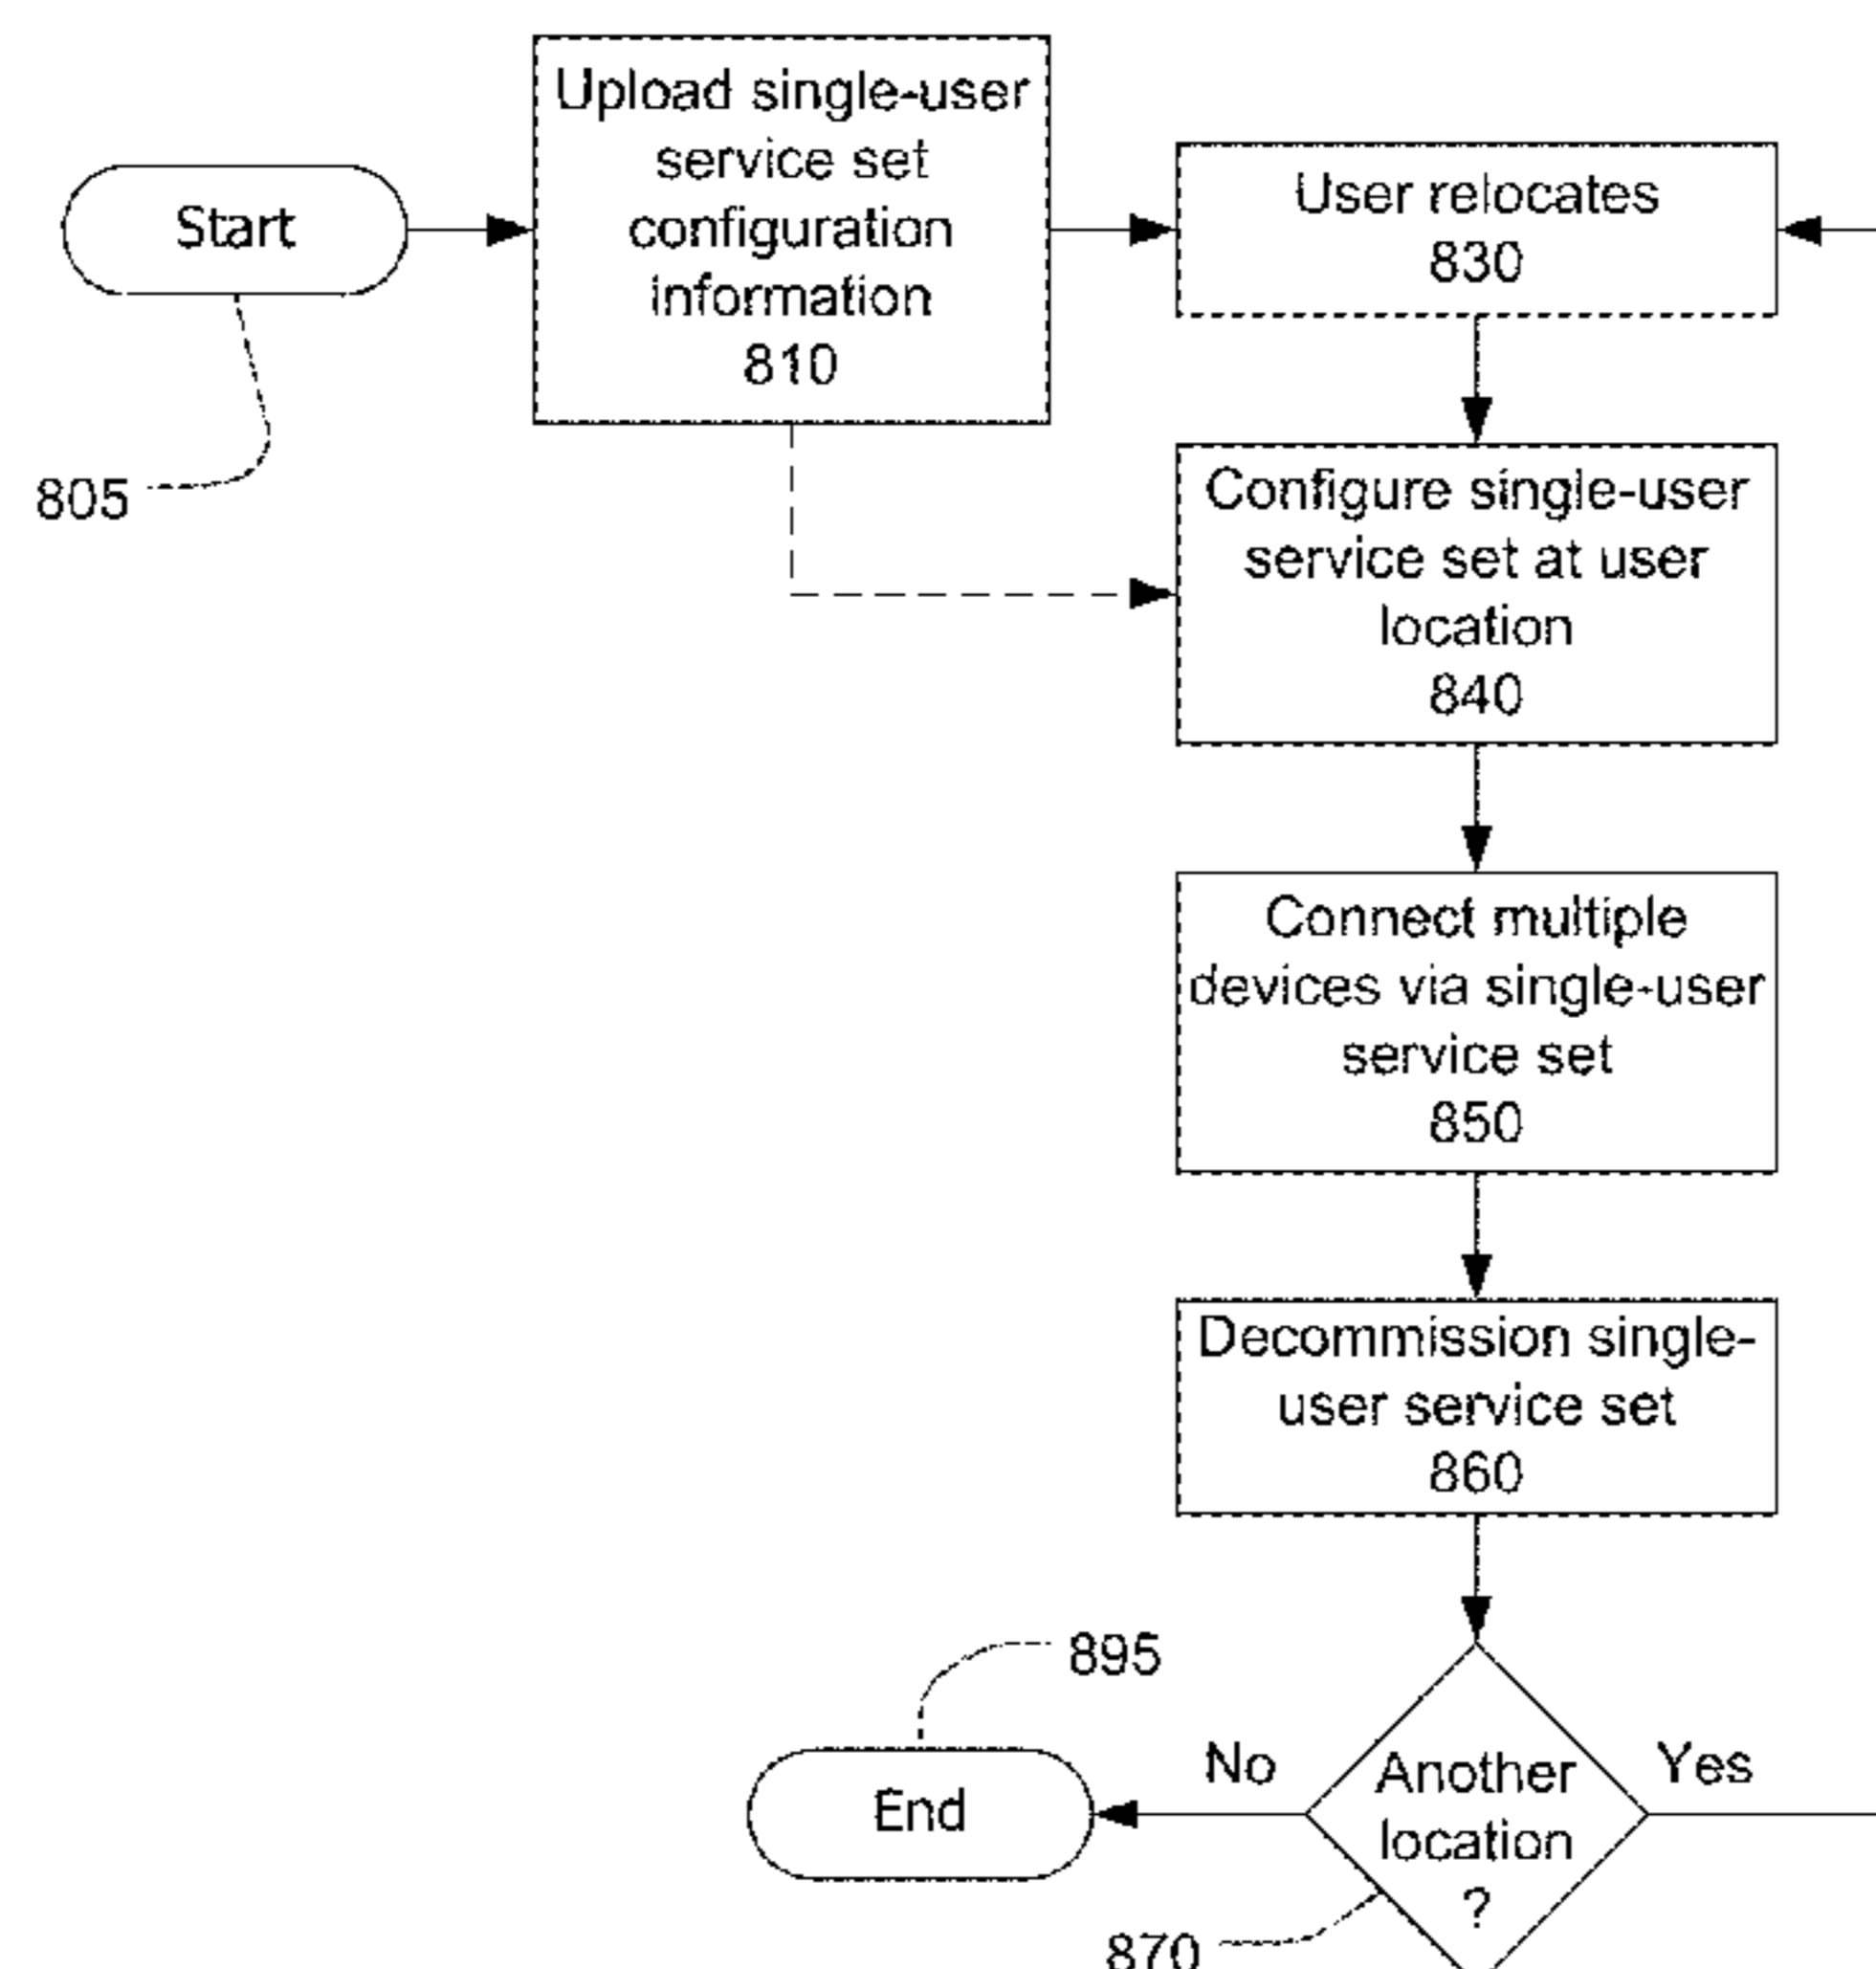 Start
805
Upload single-user
service set
configuration
information
810
User relocates
830
Configure single-user
service set at user
location
840
Connect multiple
devices via single-user
service set
850
Decommission single-
user service set
860
895
End
No
Another
location
?
Yes
870